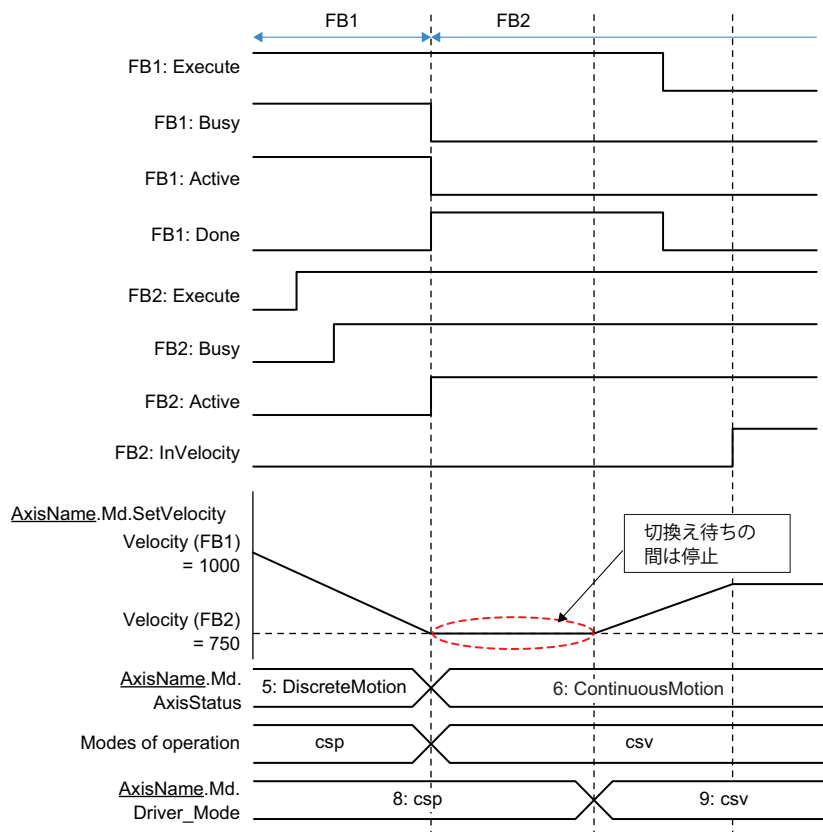 FB1
FB2
FB1: Execute
FB1: Busy
FB1: Active
FB1: Done
FB2: Execute
FB2: Busy
FB2: Active
FB2: InVelocity
AxisName.Md.SetVelocity
Velocity (FB1)
= 1000
切換え待ちの
間は停止
Velocity (FB2)
= 750
AxisName.Md.
AxisStatus
5: DiscreteMotion
6: ContinuousMotion
Modes of operation
csp
csv
AxisName.Md.
Driver_Mode
8: csp
9: csv